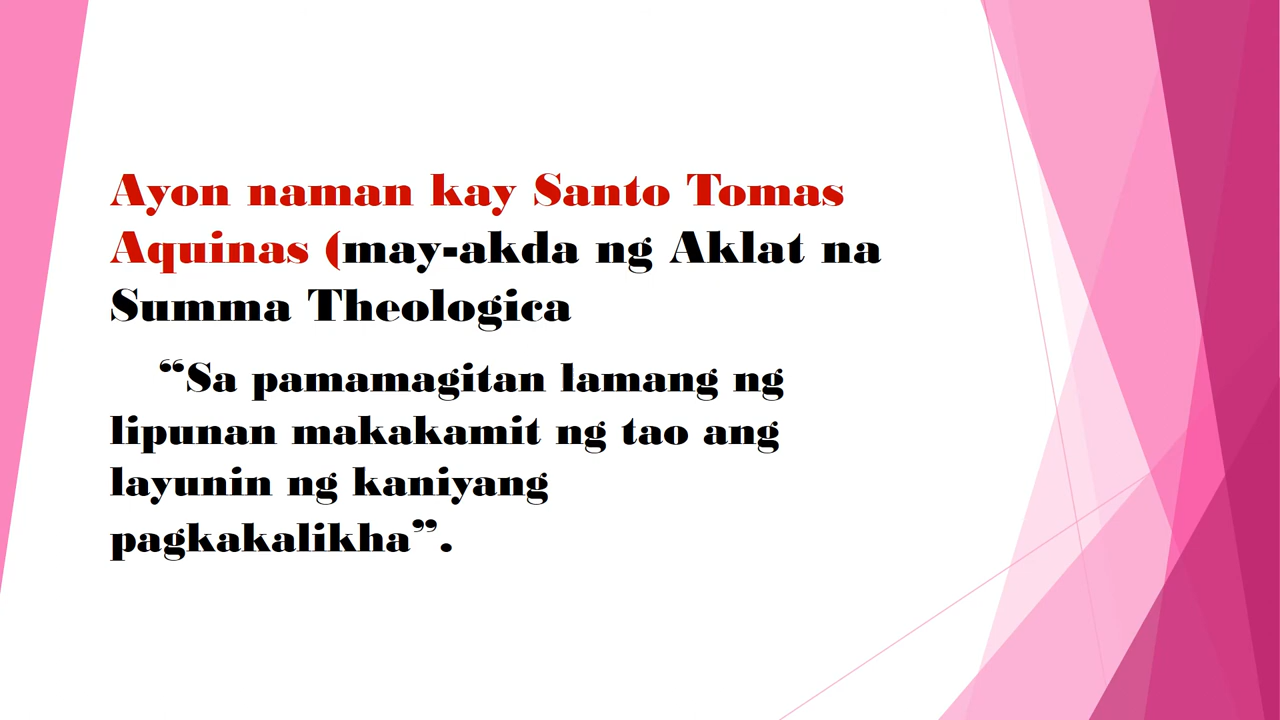 Ayon naman kay Santo Tomas
Aquinas (may-akda ng Aklat na
Summa Theologica
“Sa pamamagitan lamang ng
lipunan makakamit ng tao ang
layunin ng kaniyang
pagkakalikha”.